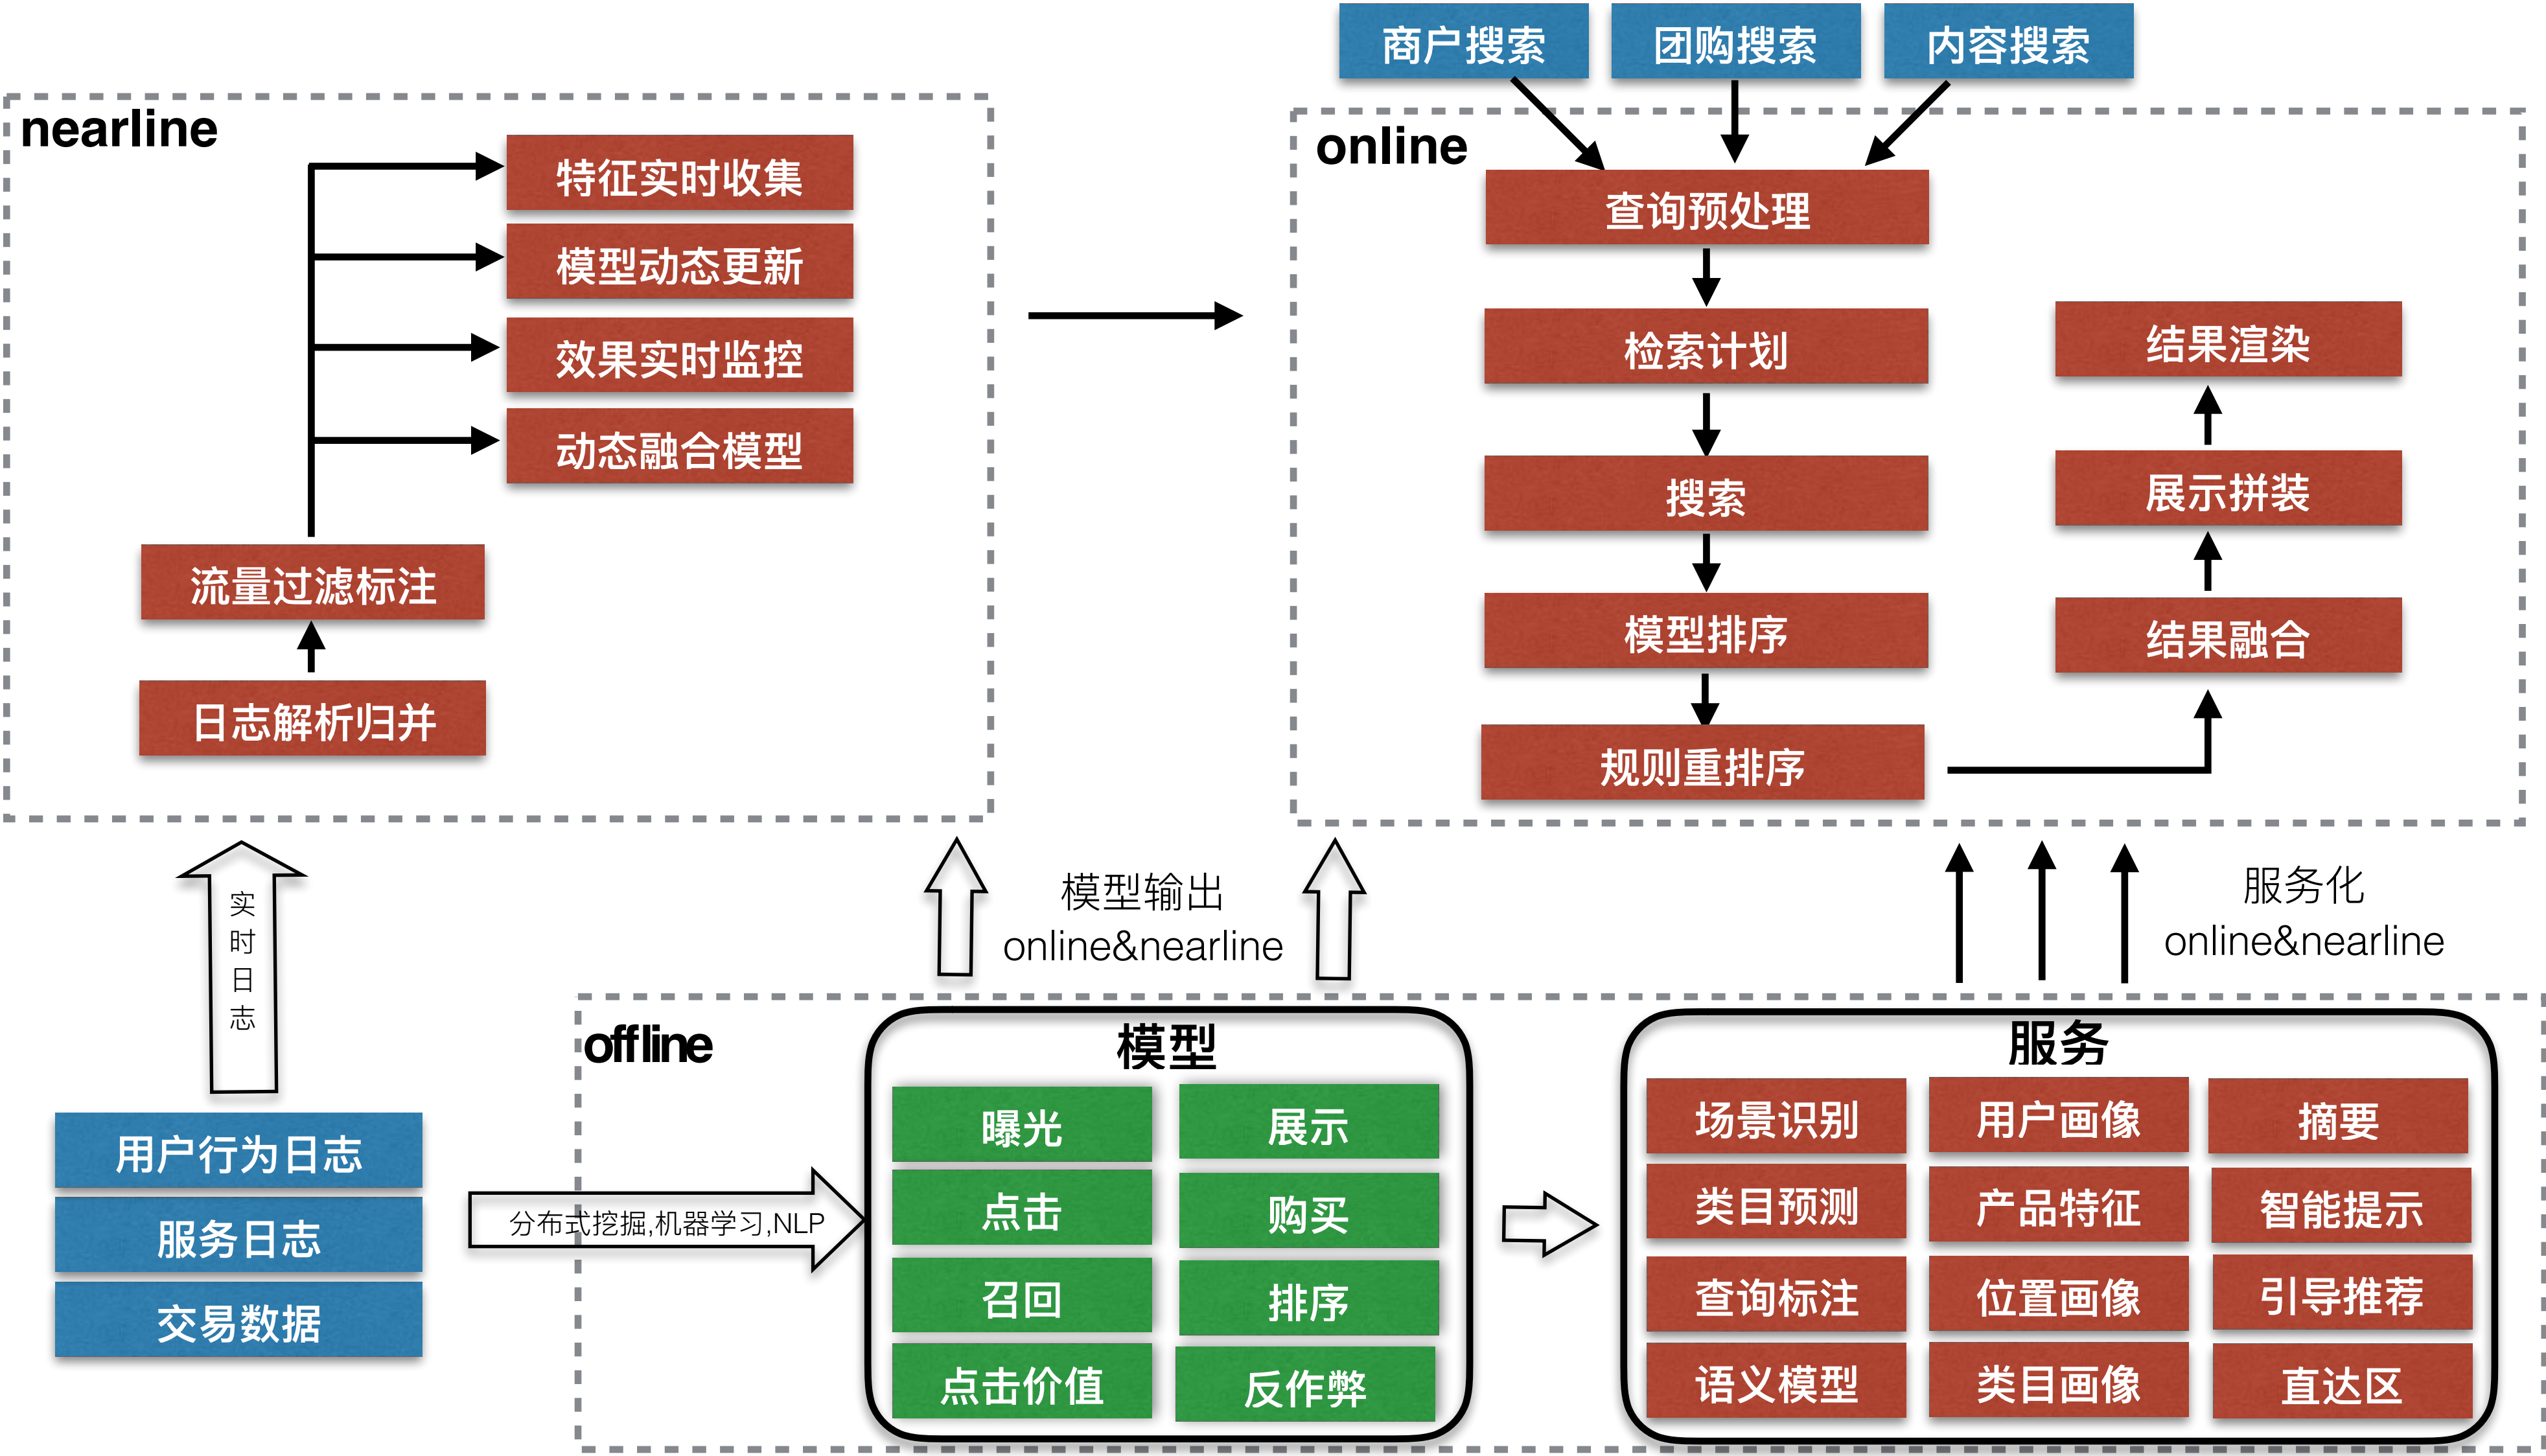 商户搜索
团购搜索
内容搜索
nearline
特征实时收集
模型动态更新
效果实时监控
动态融合模型
流量过滤标注
日志解析归并
online
查询预处理
检索计划
搜索
模型排序
规则重排序
结果渲染
展示拼装
结果融合
实
时
日
志
模型输出
online&nearline
服务化
online&nearline
用户行为日志
服务日志
交易数据
分布式挖掘,机器学习,NLP
offline
模型
曝光
展示
点击
购买
召回
排序
点击价值
反作弊
服务
场景识别
用户画像
摘要
类目预测
产品特征
智能提示
查询标注
位置画像
引导推荐
语义模型
类目画像
直达区